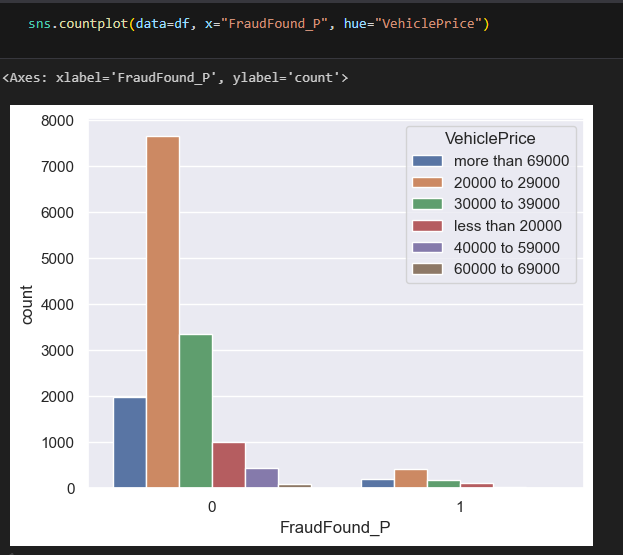 sns.countplot(data=df, x="FraudFound_P", hue="VehiclePrice")
<Axes: xlabel='FraudFound_P', ylabel='count'>
8000
7000
6000
5000
4000
3000
2000
1000
0
count
VehiclePrice
more than 69000
20000 to 29000
30000 to 39000
less than 20000
40000 to 59000
60000 to 69000
0 1
FraudFound_P